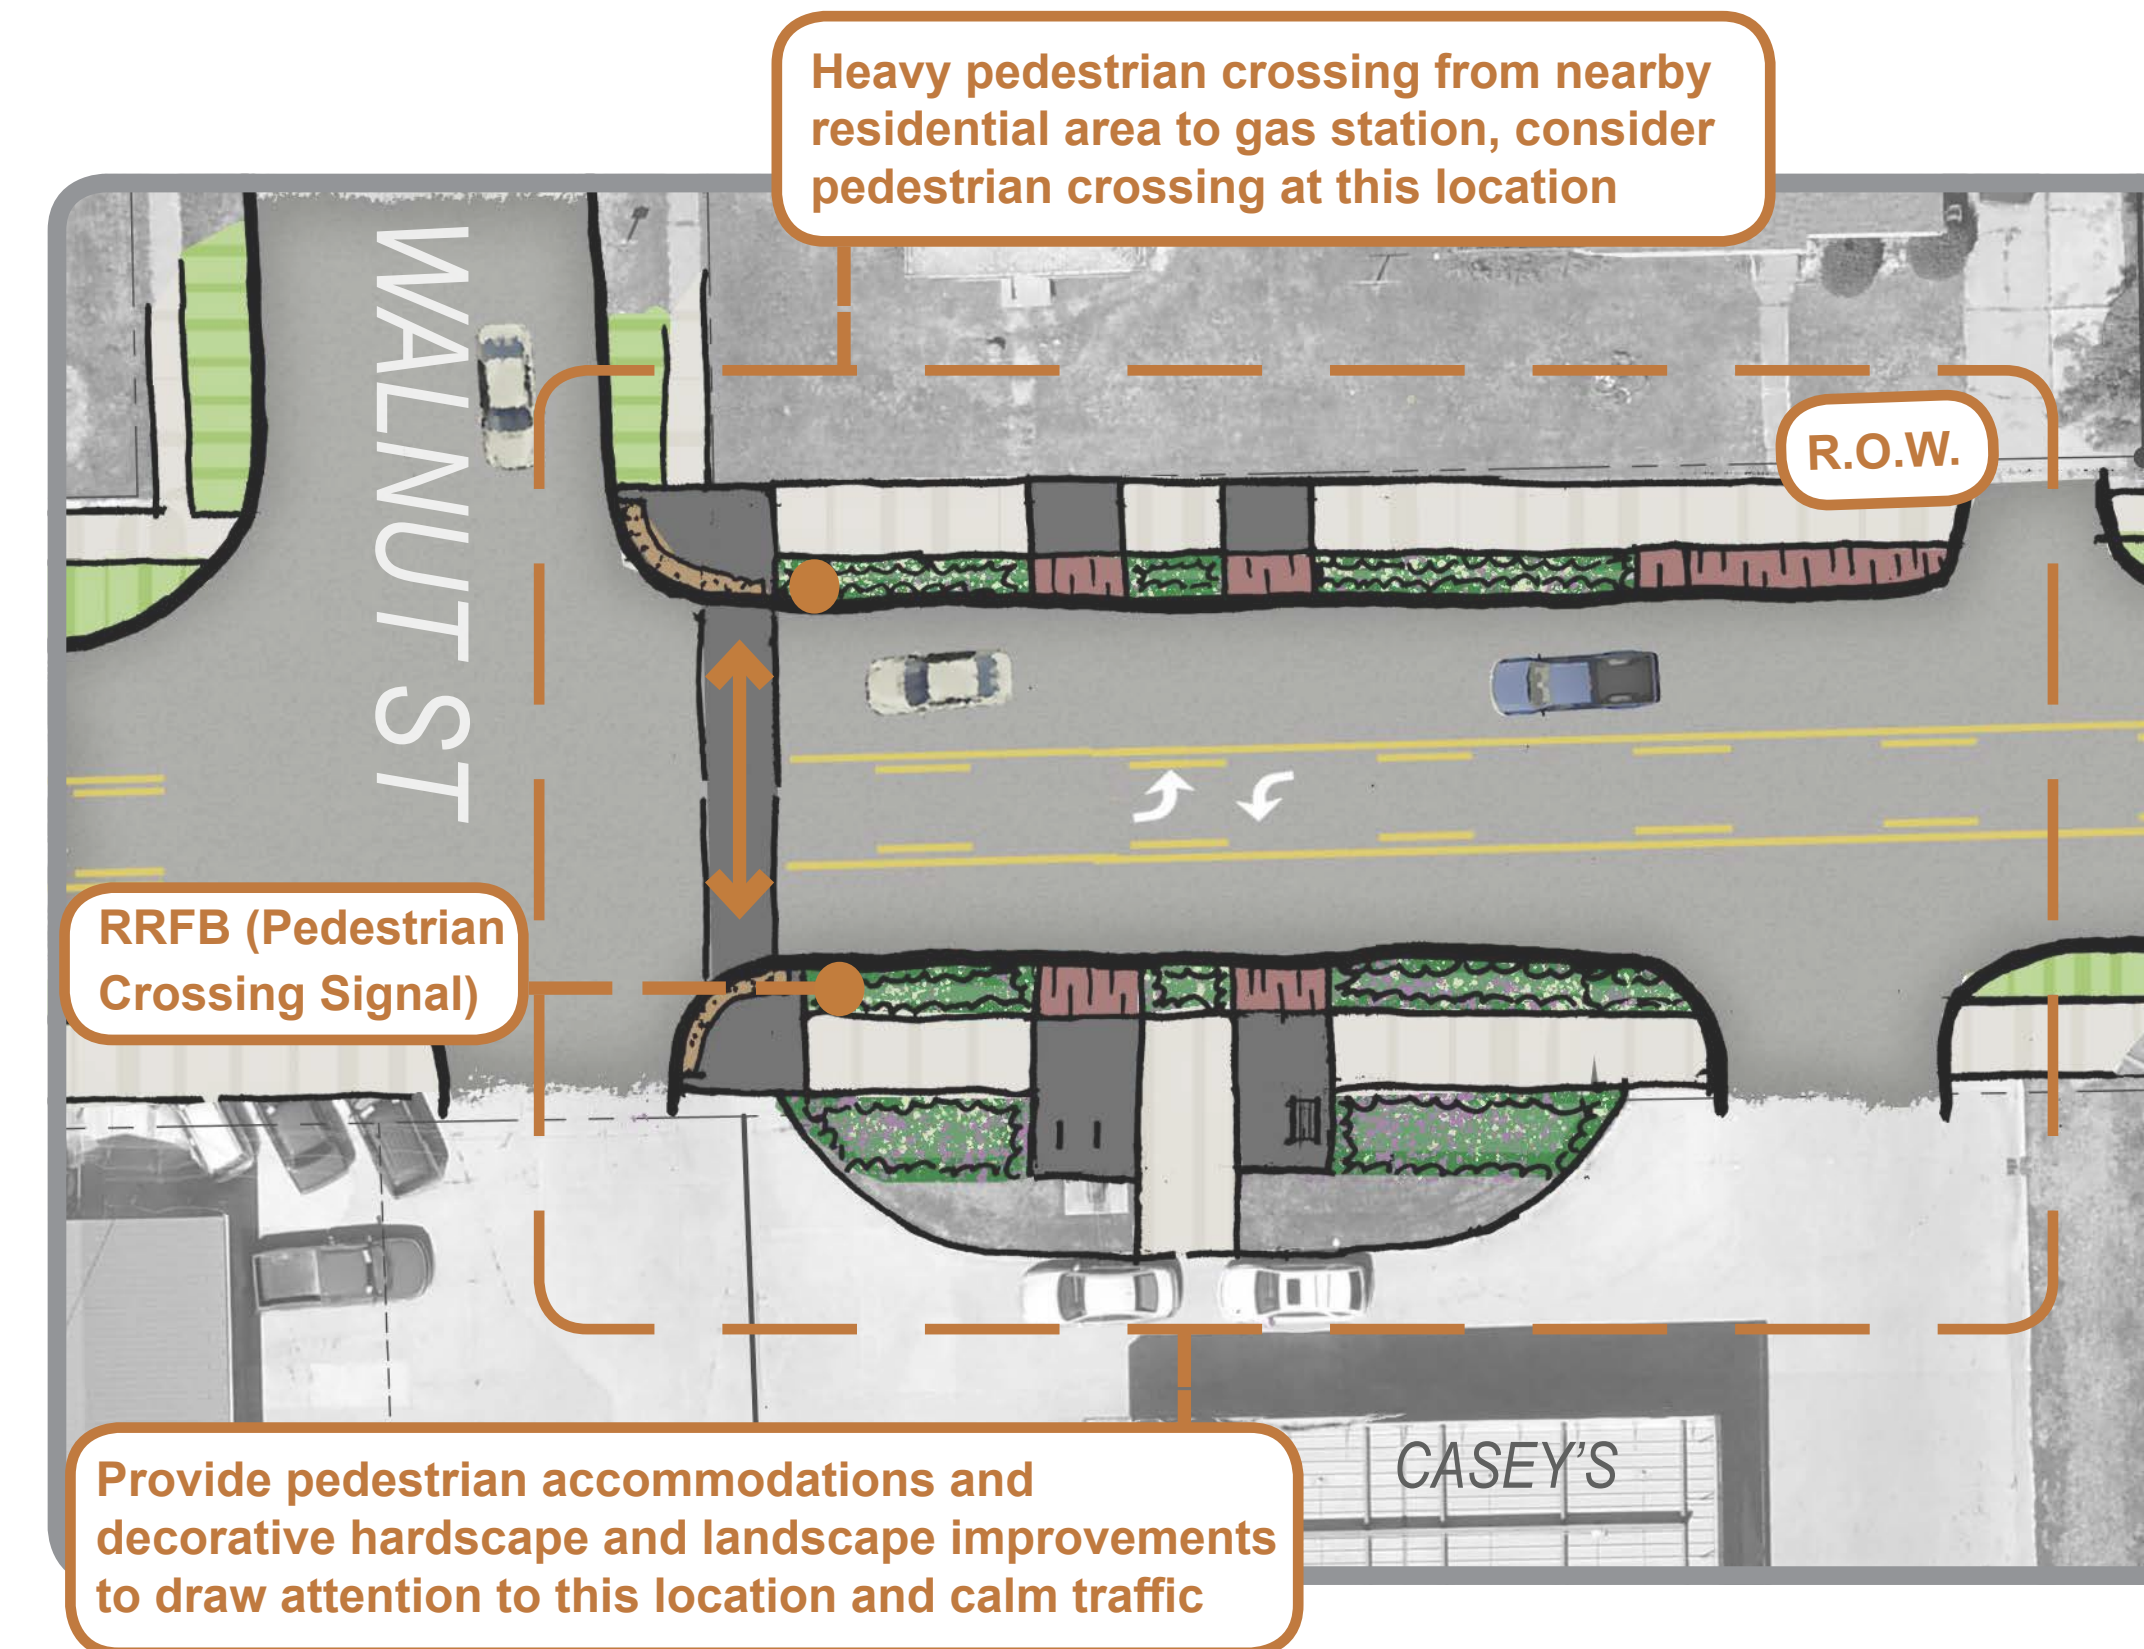 Heavy pedestrian crossing from nearby
residential area to gas station, consider
pedestrian crossing at this location
WALNUT ST
R.O.W.
RRFB (Pedestrian
Crossing Signal)
Provide pedestrian accommodations and
decorative hardscape and landscape improvements
to draw attention to this location and calm traffic
CASEY'S